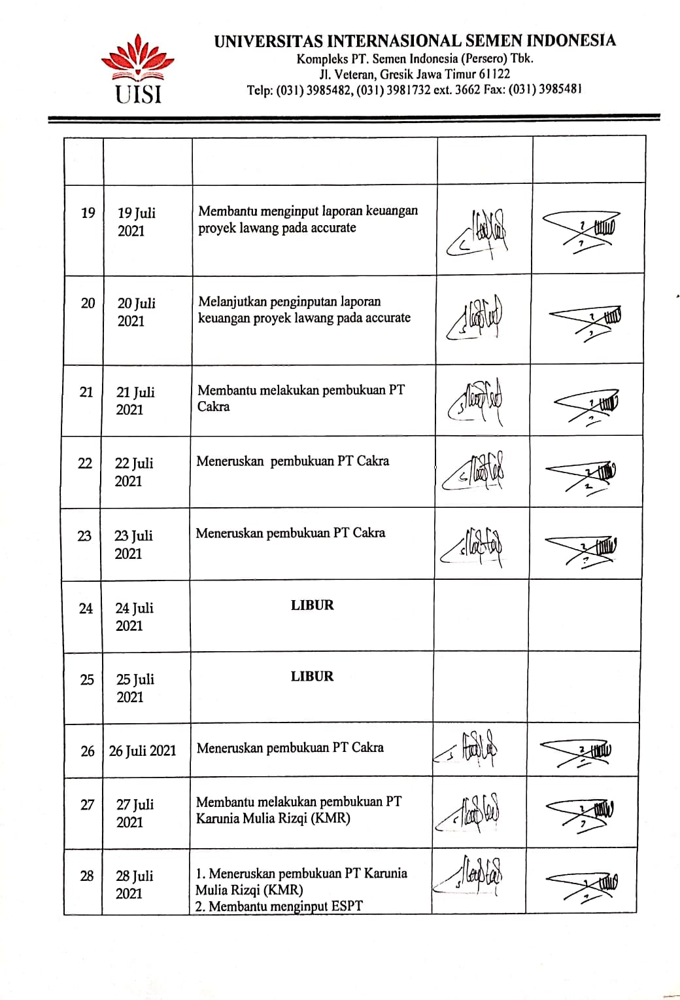 UNIVERSITAS INTERNASIONAL SEMEN INDONESIA
Kompleks PT. Semen Indonesia (Persero) Tbk.
Jl. Veteran, Gresik Jawa Timur 61122
Telp: (031) 3985482, (031) 3981732 ext. 3662 Fax: (031) 3985481
UISI
19 19 Juli Membantu menginput laporan keuangan
2021 proyek lawang pada accurate
20 20 Juli Melanjutkan penginputan laporan
2021 keuangan proyek lawang pada accurate
21 21 Juli Membantu melakukan pembukuan PT
2021 Cakra
22 22 Juli Meneruskan pembukuan PT Cakra
2021
23 23 Juli Meneruskan pembukuan PT Cakra
2021
24 24 Juli LIBUR
2021
25 25 Juli LIBUR
2021
26 26 Juli 2021 Meneruskan pembukuan PT Cakra
27 27 Juli Membantu melakukan pembukuan PT
2021 Karunia Mulia Rizqi (KMR)
28 28 Juli 1. Meneruskan pembukuan PT Karunia
2021 Mulia Rizqi (KMR)
2. Membantu menginput ESPT